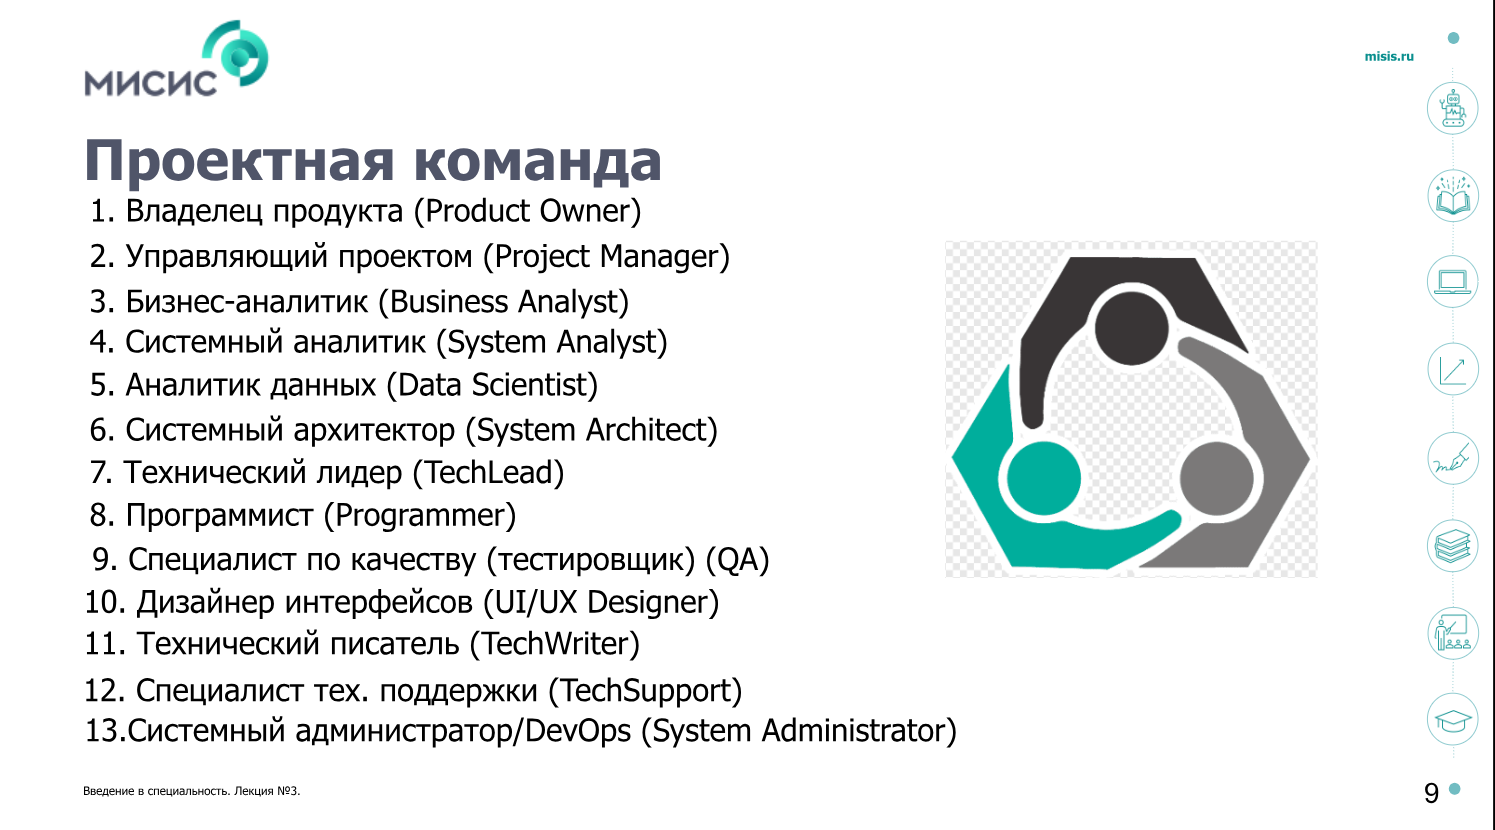 МИСИС
misis.ru
Проектная команда
1. Владелец продукта (Product Owner)
2. Управляющий проектом (Project Manager)
3. Бизнес-аналитик (Business Analyst)
4. Системный аналитик (System Analyst)
5. Аналитик данных (Data Scientist)
6. Системный архитектор (System Architect)
7. Технический лидер (TechLead)
8. Программист (Programmer)
9. Специалист по качеству (тестировщик) (QA)
10. Дизайнер интерфейсов (UI/UX Designer)
11. Технический писатель (TechWriter)
12. Специалист тех. поддержки (TechSupport)
13.Системный администратор/DevOps (System Administrator)
Введение в специальность. Лекция №3.
9